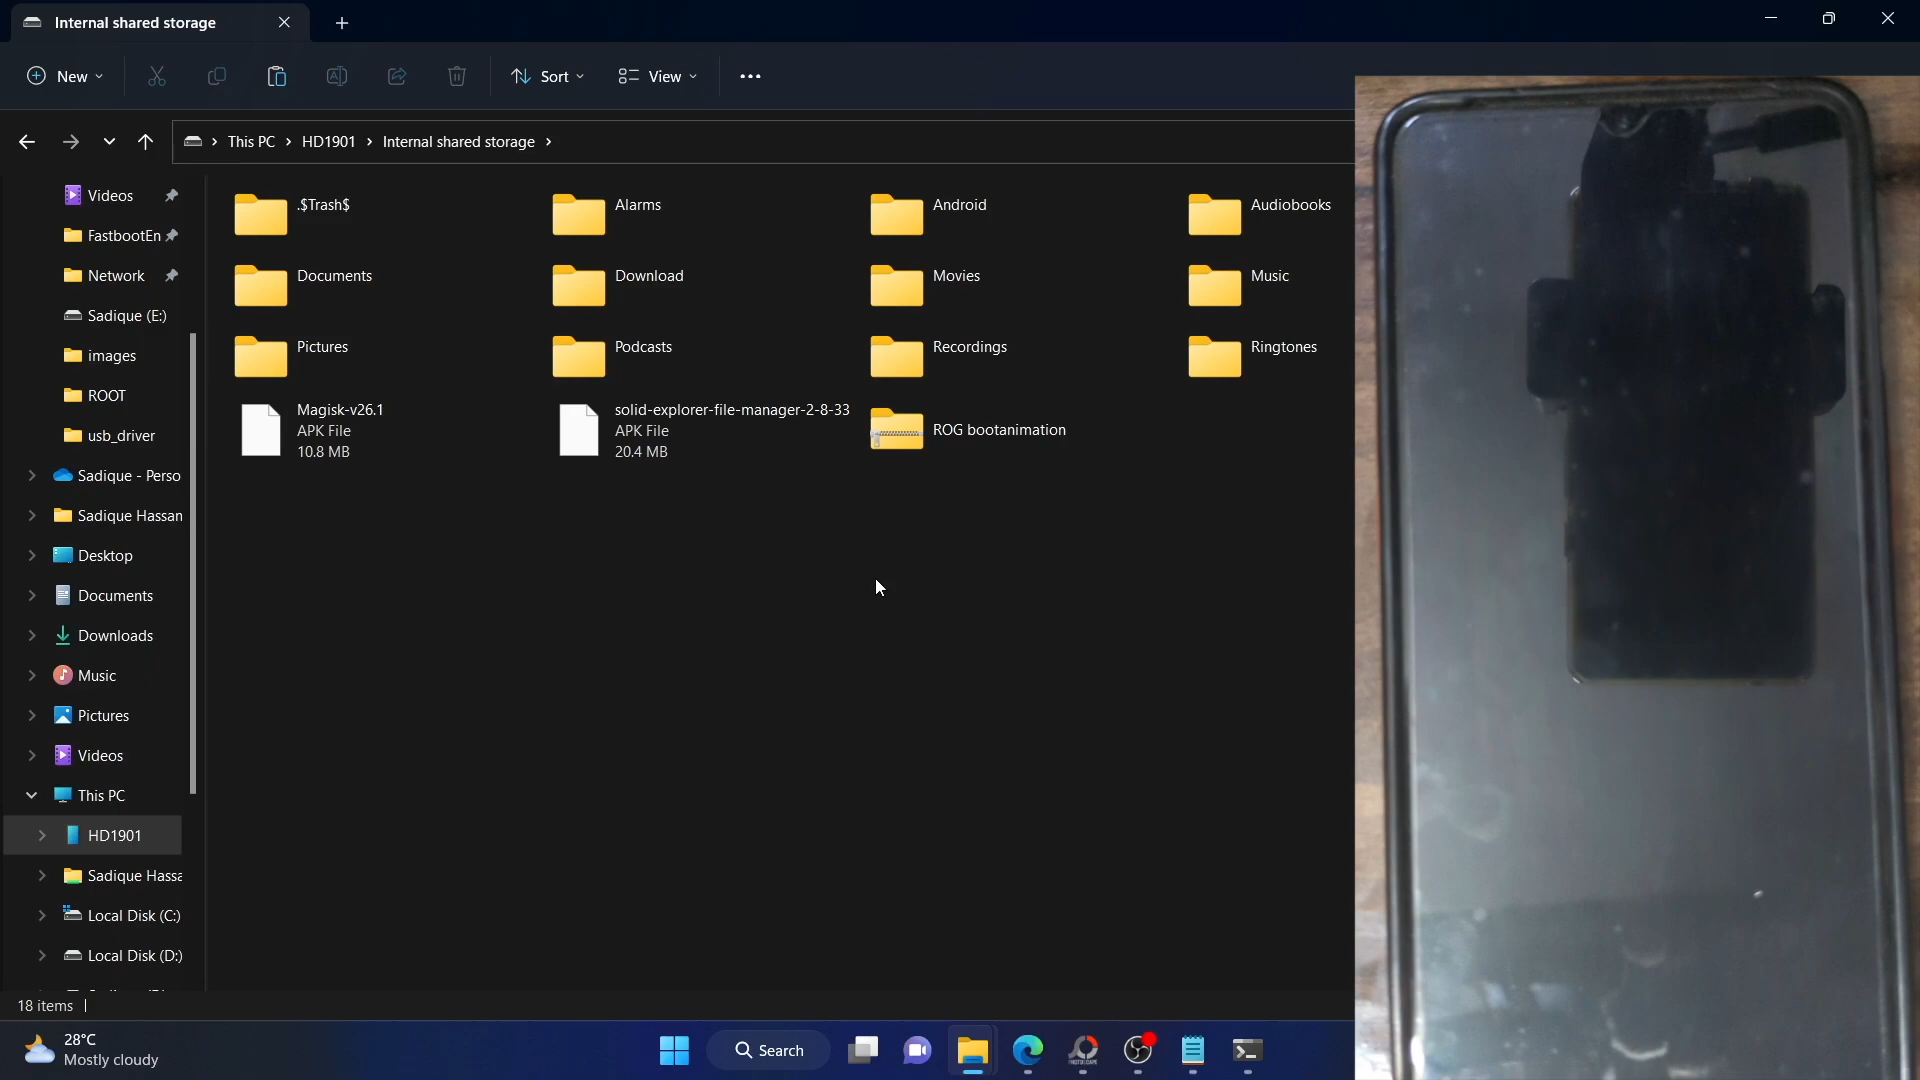 Internal shared storage
New
Sort
View
This PC
HD1901
Internal shared storage
Videos
FastbootEn
Network
Sadique (E:)
images
ROOT
usb_driver
Sadique - Perso
Sadique Hassan
Desktop
Documents
Downloads
Music
Pictures
Videos
This PC
HD1901
Sadique Hassa
Local Disk (C:)
Local Disk (D:)
.$Trash$
Alarms
Android
Audiobooks
Documents
Download
Movies
Music
Pictures
Podcasts
Recordings
Ringtones
Magisk-v26.1
APK File
10.8 MB
solid-explorer-file-manager-2-8-33
APK File
20.4 MB
ROG bootanimation
18 items
28°C
Mostly cloudy
Search